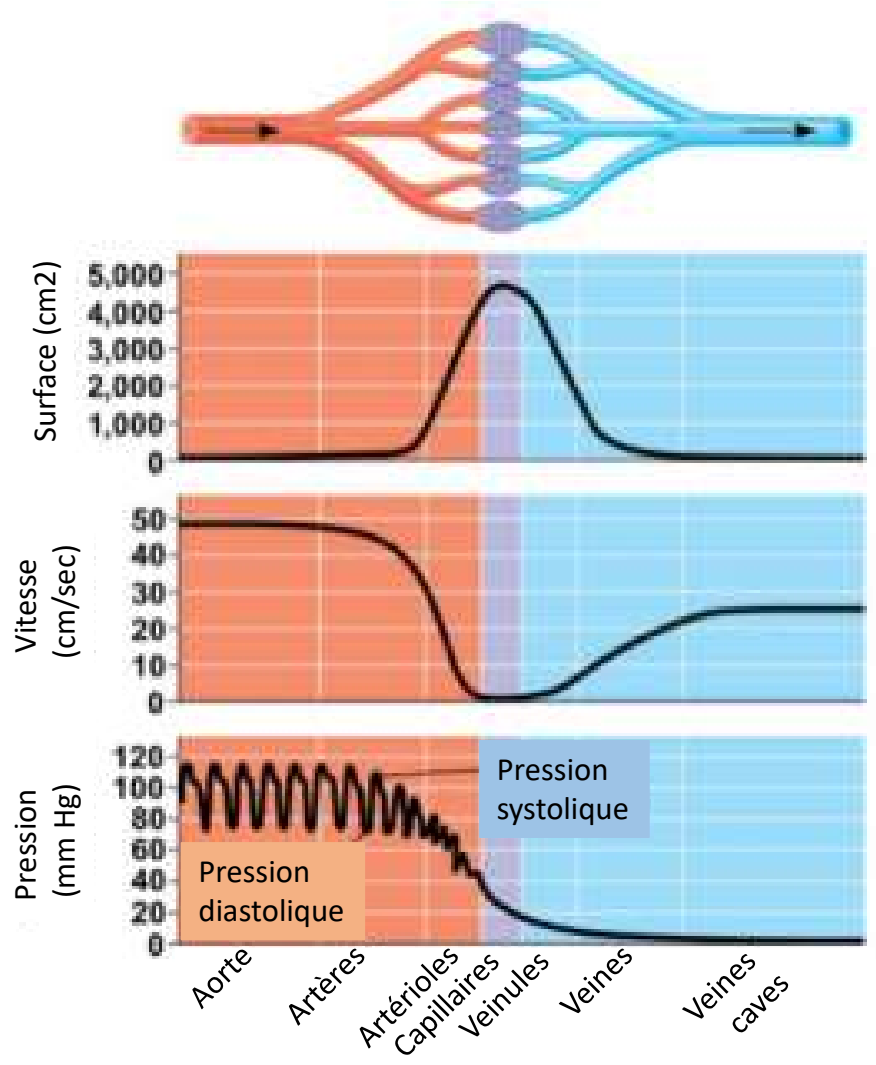 Surface (cm2)
5,000
4,000
3,000
2,000
1,000
0
Vitesse
(cm/sec)
50
40
30
20
10
0
Pression
(mm Hg)
120
100
80
60
40
20
0
Pression
systolique
Pression
diastolique
Aorte
Artères
Artérioles
Capillaires
Veinules
Veines
Veines
caves